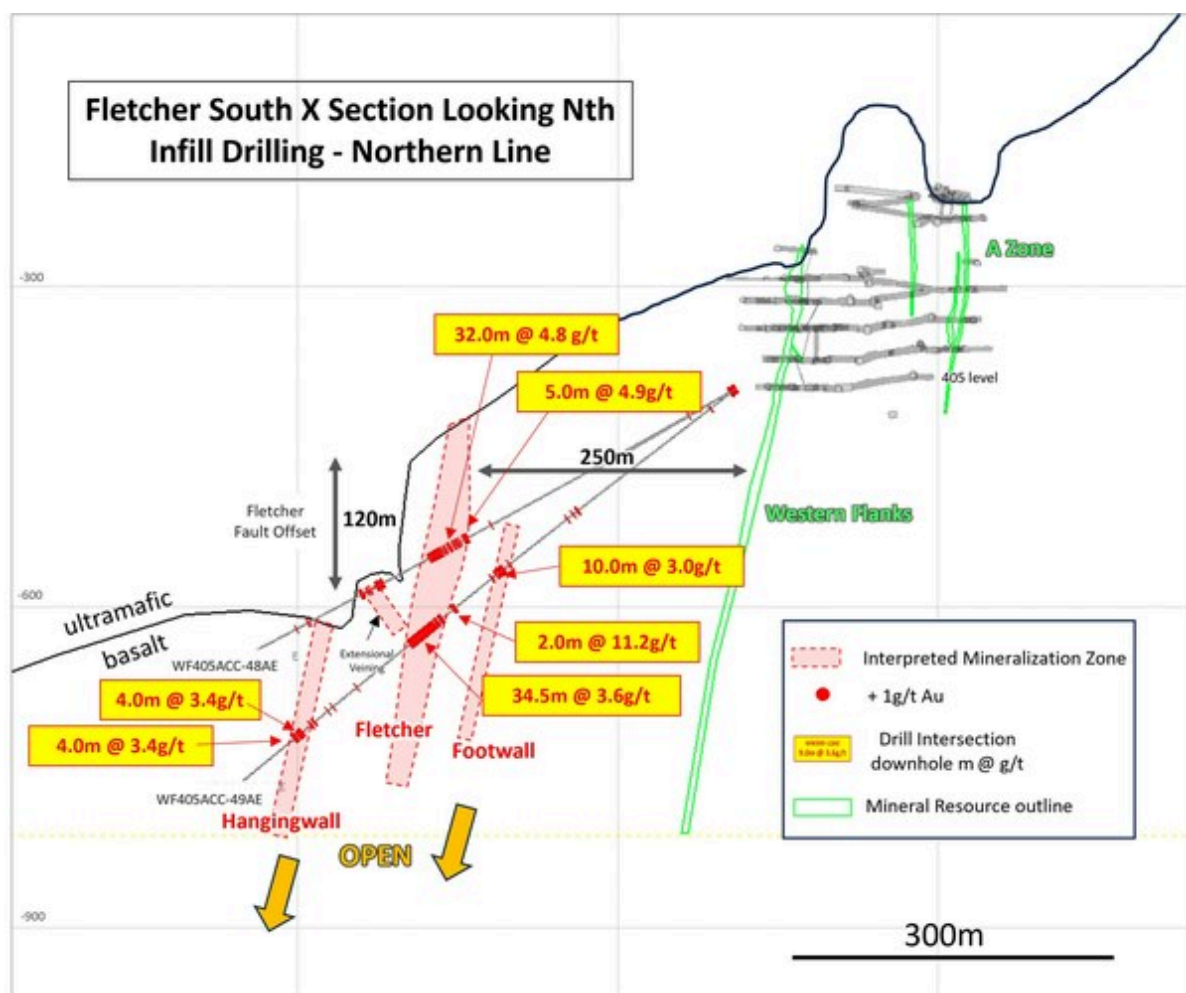 Fletcher South X Section Looking Nth
Infill Drilling - Northern Line
A Zone
-300
32.0m @ 4.8 g/t
405 level
5.0m @ 4.9g/t
250m
Fletcher
Fault Offset
120m
Western Flanks
10.0m @ 3.0g/t
-600
ultramafic
basalt
Extensional
Veining
WF405ACC-48AE
2.0m @ 11.2g/t
4.0m @ 3.4g/t
34.5m @ 3.6g/t
4.0m @ 3.4g/t
Fletcher
Footwall
WF405ACC-49AE
Hangingwall
OPEN
-900
Interpreted Mineralization Zone
+ 1g/t Au
Drill Intersection
downhole m @ g/t
Mineral Resource outline
300m